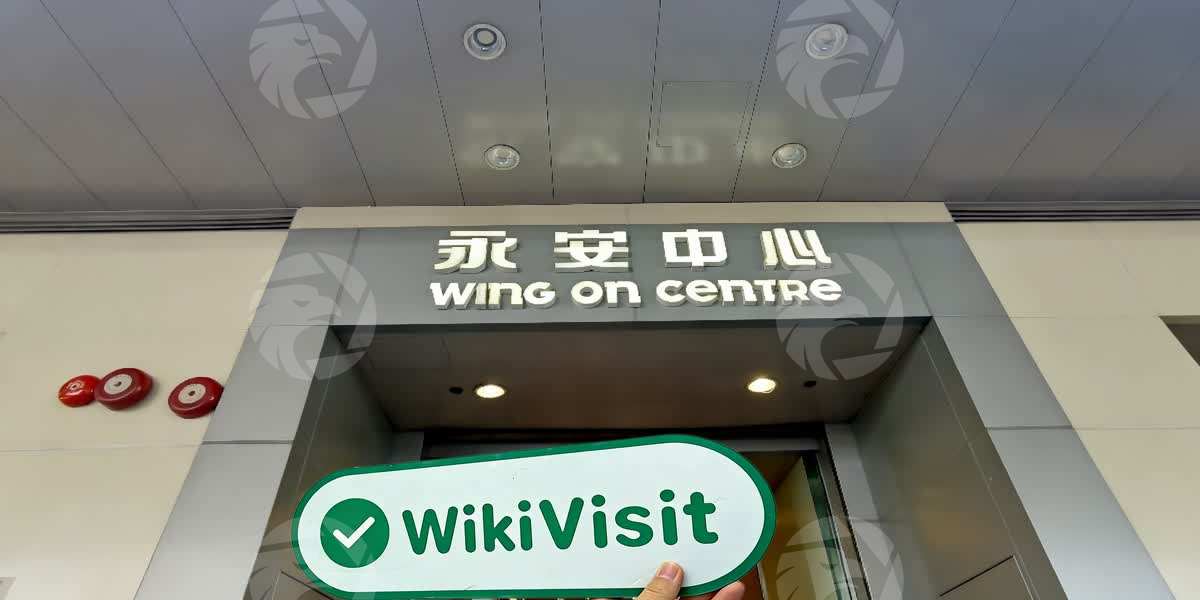 永安中心
WING ON CENTRE
WikiVisit